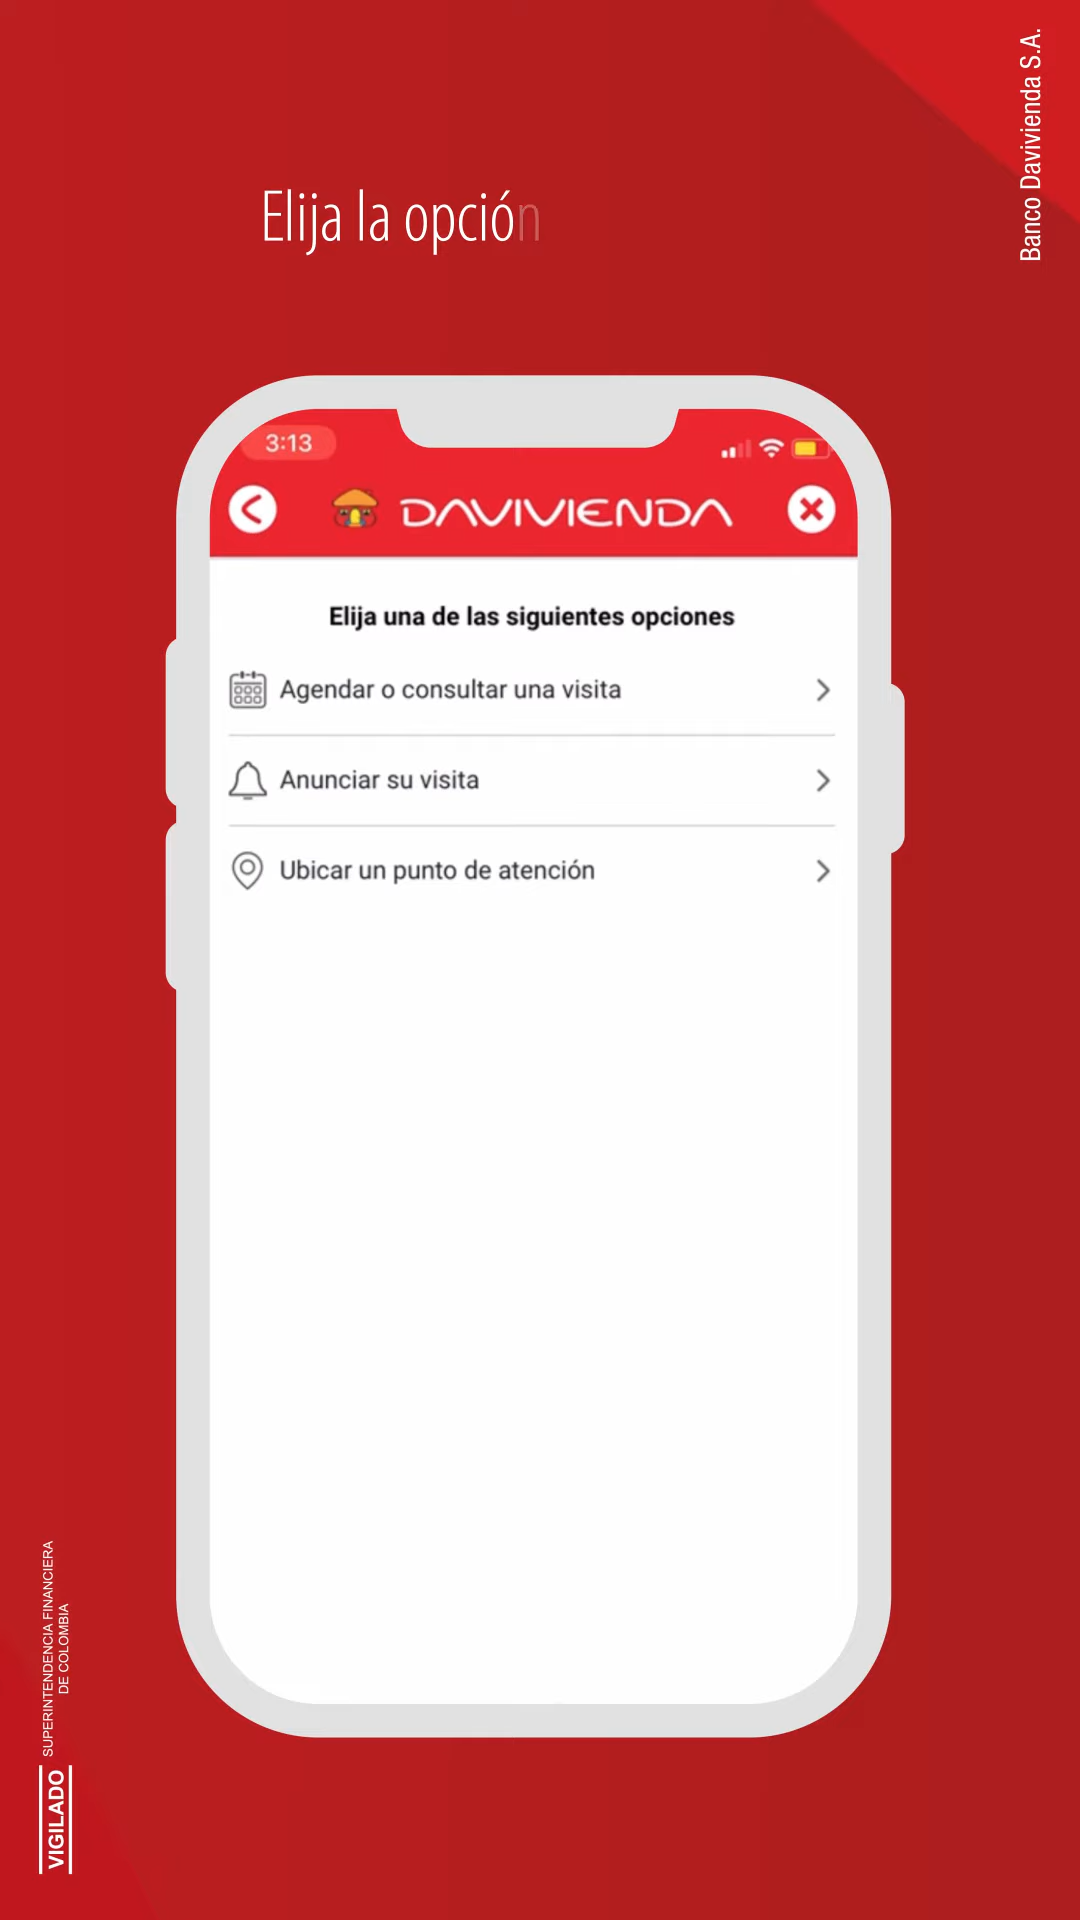 Banco Davivienda S.A.
Elija la opción
3:13
DAVIVIENDA
Elija una de las siguientes opciones
Agendar o consultar una visita
Anunciar su visita
Ubicar un punto de atención
VIGILADO
SUPERINTENDENCIA FINANCIERA
DE COLOMBIA